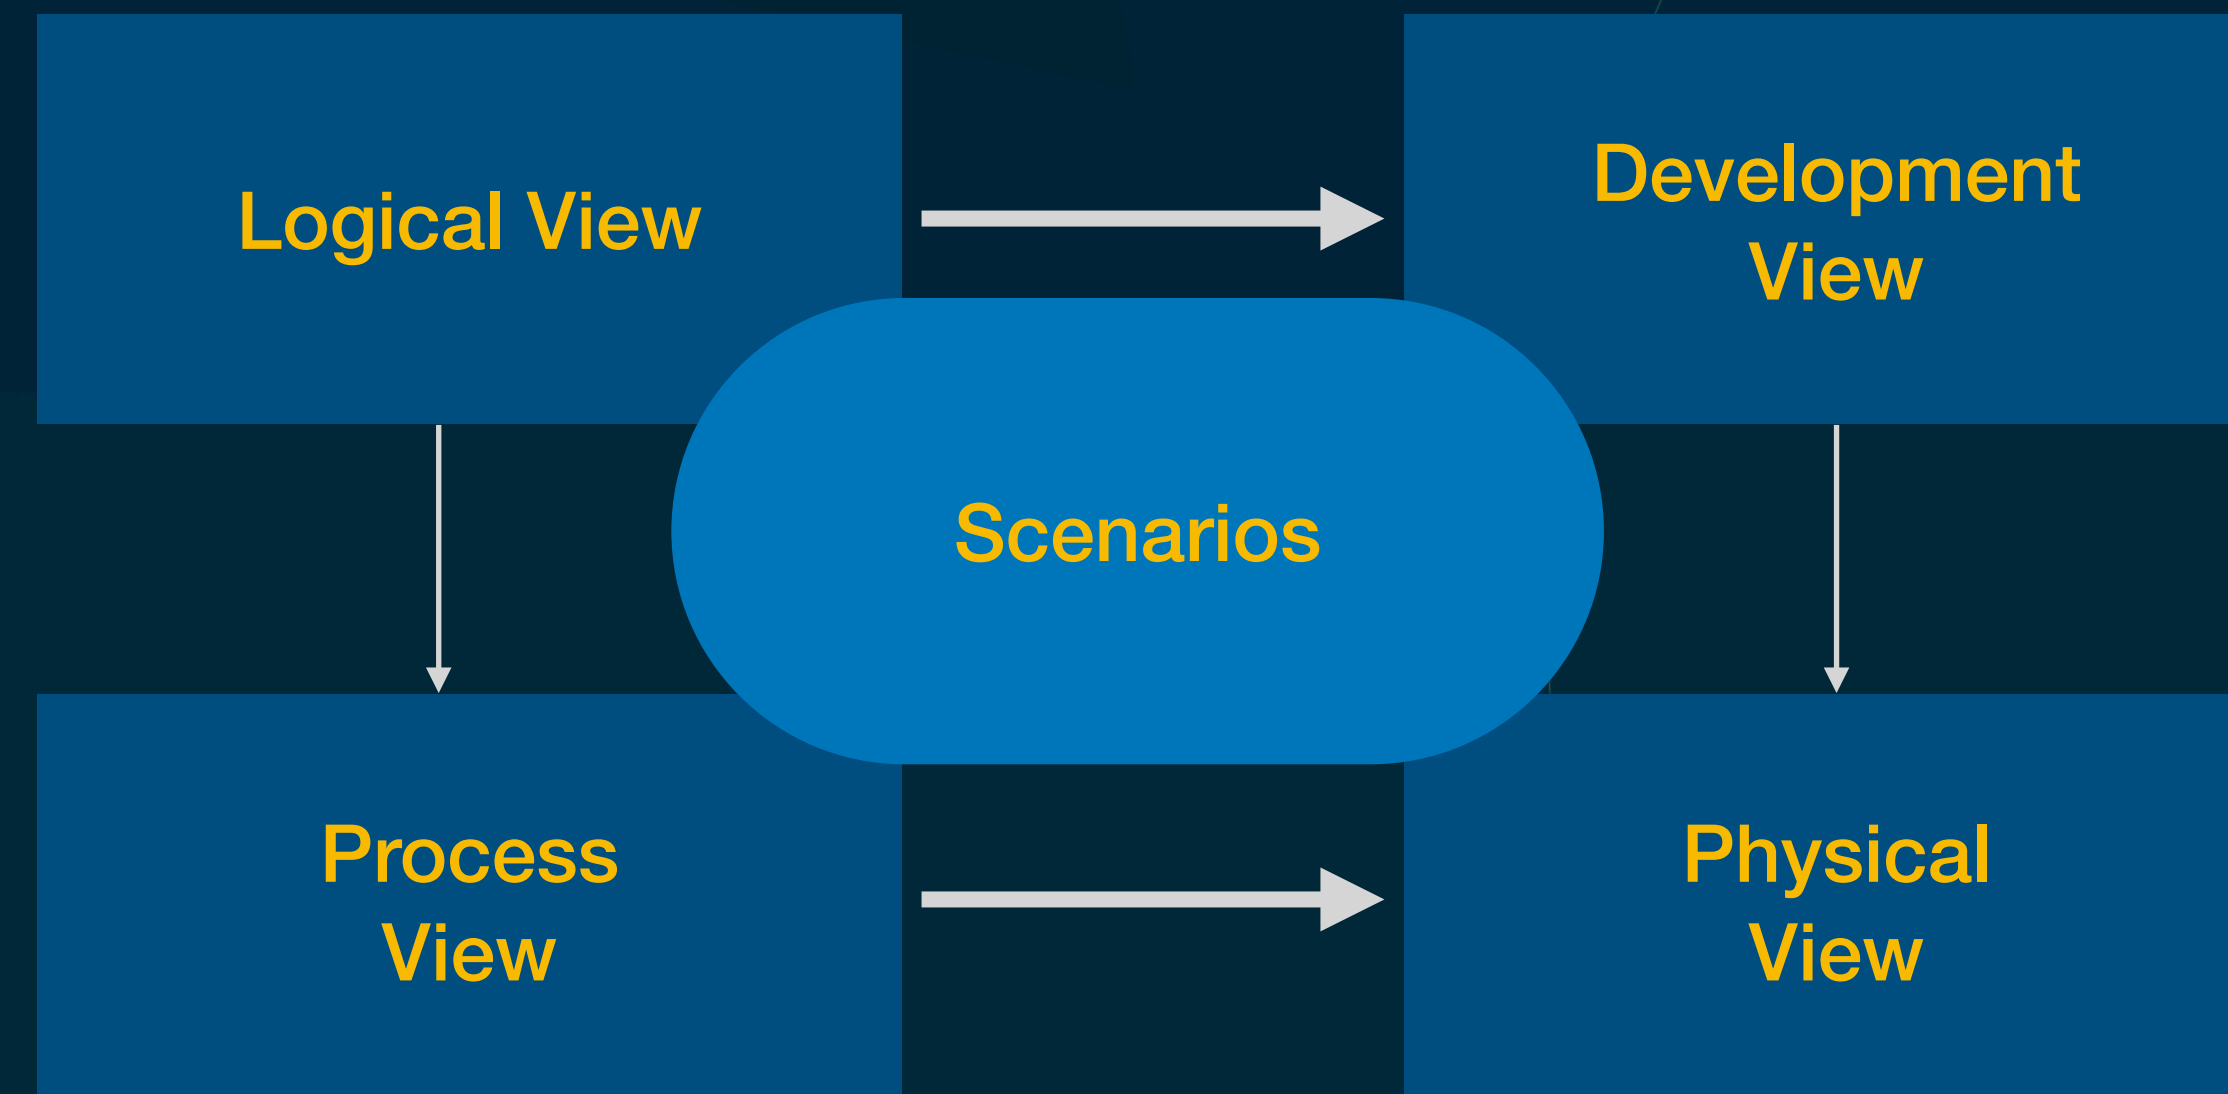 Logical View
Development
View
Scenarios
Process
View
Physical
View